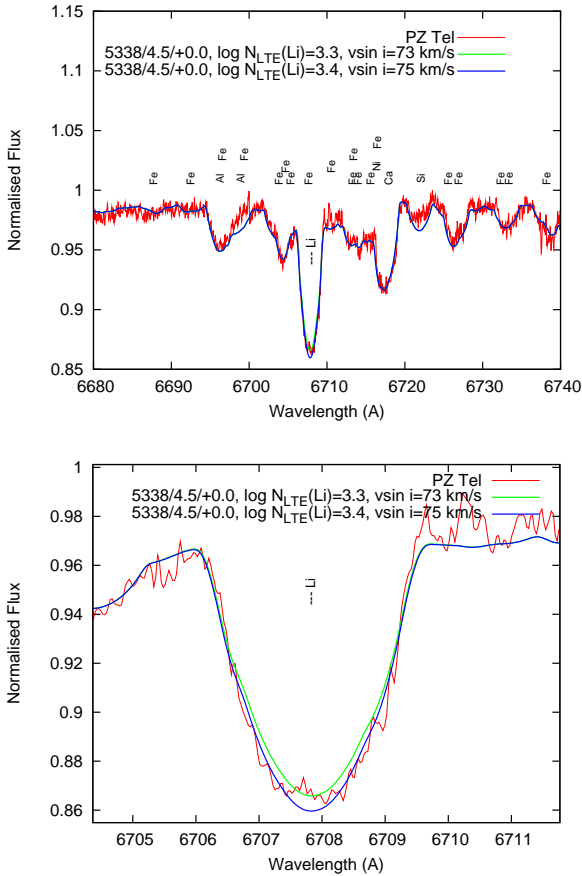 1.15
1.1
1.05
1
0.95
0.9
0.85
Normalised Flux
PZ Tel
5338/4.5/+0.0, log N_LTE(Li)=3.3, vsin i=73 km/s
5338/4.5/+0.0, log N_LTE(Li)=3.4, vsin i=75 km/s
Fe Fe Al Fe Al Fe Fe Fe Fe Fe Fe Fe Fe Fe Fe Ni Fe Ca Si Fe Fe Fe Fe Fe
--- Li
6680 6690 6700 6710 6720 6730 6740
Wavelength (A)
1
0.98
0.96
0.94
0.92
0.9
0.88
0.86
Normalised Flux
PZ Tel
5338/4.5/+0.0, log N_LTE(Li)=3.3, vsin i=73 km/s
5338/4.5/+0.0, log N_LTE(Li)=3.4, vsin i=75 km/s
--- Li
6705 6706 6707 6708 6709 6710 6711
Wavelength (A)